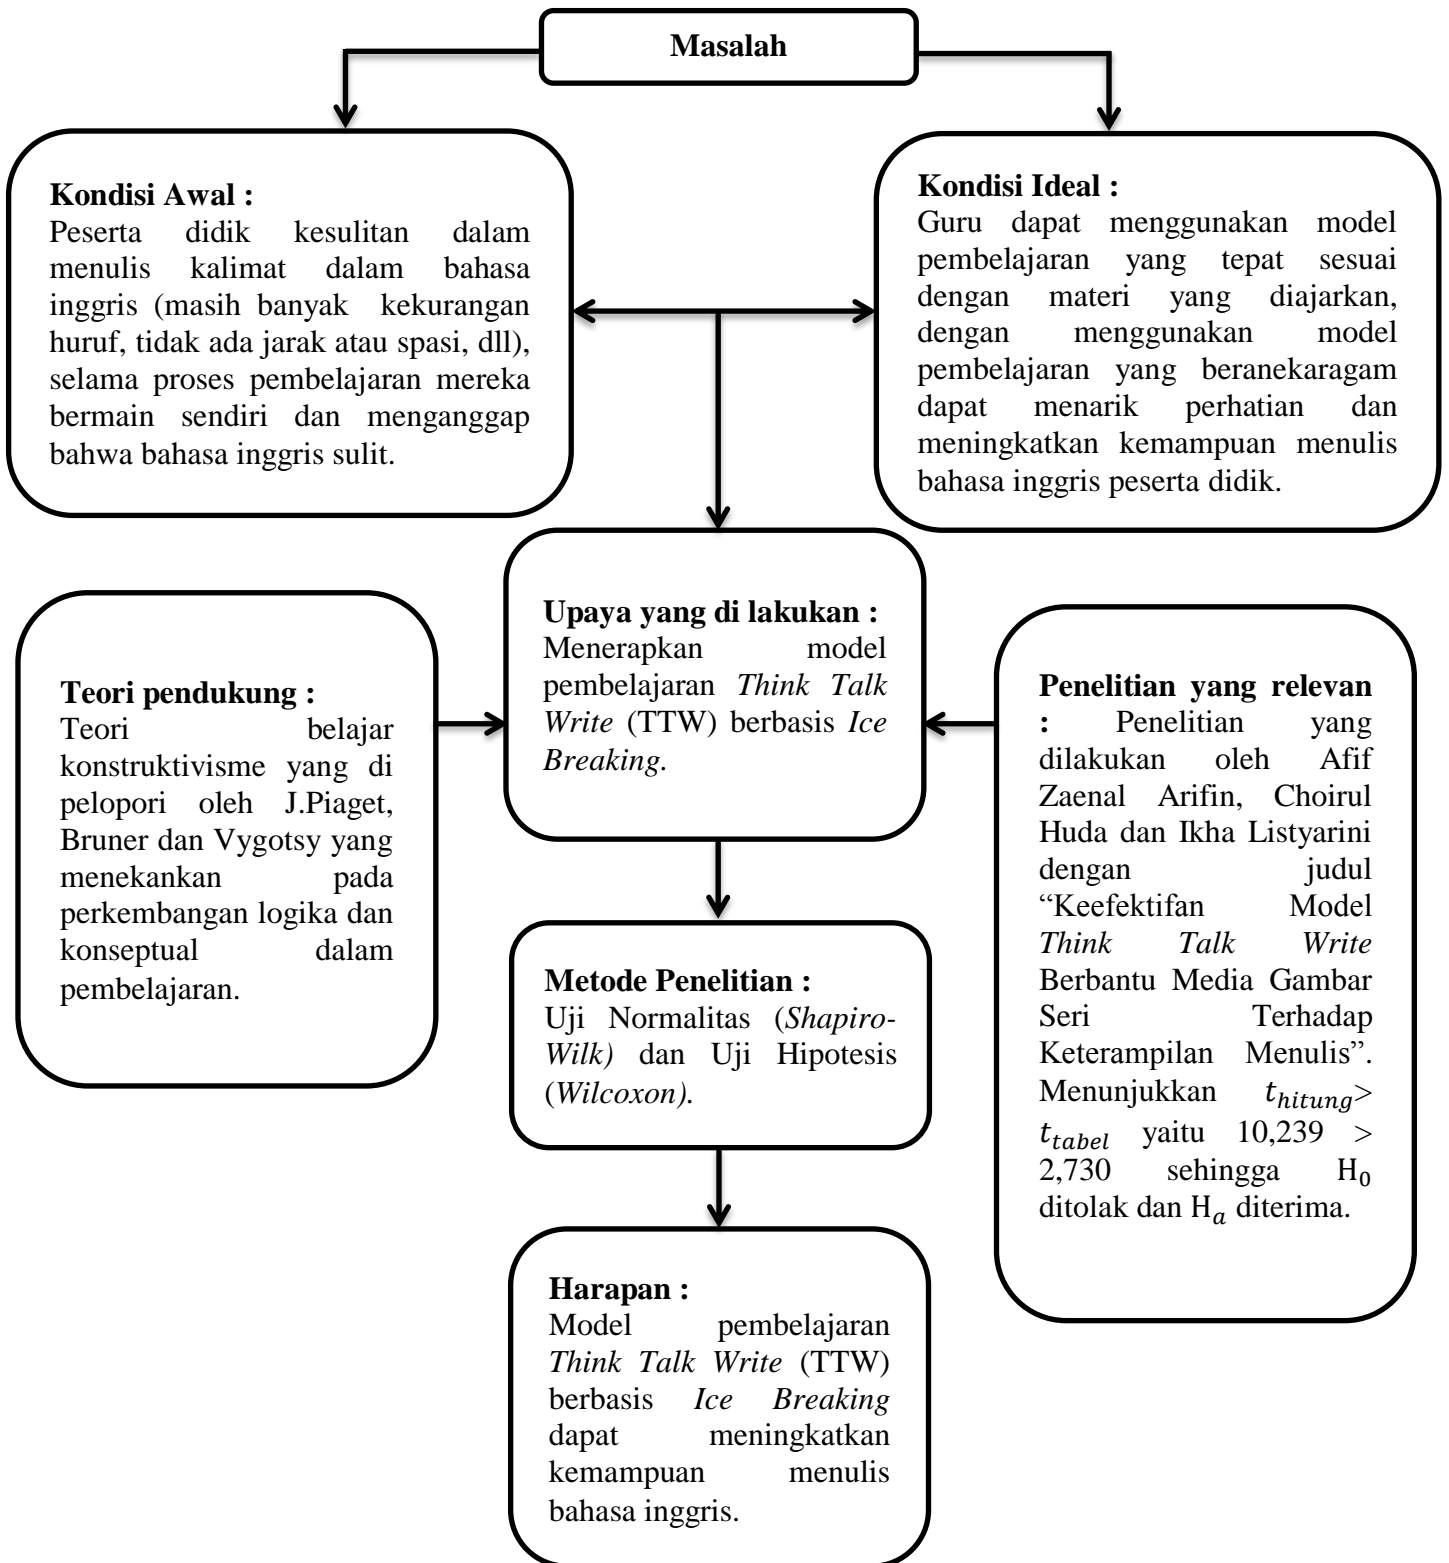 Masalah
Kondisi Awal :
Peserta didik kesulitan dalam
menulis kalimat dalam bahasa
inggris (masih banyak kekurangan
huruf, tidak ada jarak atau spasi, dll),
selama proses pembelajaran mereka
bermain sendiri dan menganggap
bahwa bahasa inggris sulit.
Kondisi Ideal :
Guru dapat menggunakan model
pembelajaran yang tepat sesuai
dengan materi yang diajarkan,
dengan menggunakan model
pembelajaran yang beranekaragam
dapat menarik perhatian dan
meningkatkan kemampuan menulis
bahasa inggris peserta didik.
Upaya yang di lakukan :
Menerapkan model
pembelajaran Think Talk
Write (TTW) berbasis Ice
Breaking.
Teori pendukung :
Teori belajar
konstruktivisme yang di
pelopori oleh J.Piaget,
Bruner dan Vygotsy yang
menekankan pada
perkembangan logika dan
konseptual dalam
pembelajaran.
Penelitian yang relevan
: Penelitian yang
dilakukan oleh Afif
Zaenal Arifin, Choirul
Huda dan Ikha Listyarini
dengan judul
“Keefektifan Model
Think Talk Write
Berbantu Media Gambar
Seri Terhadap
Keterampilan Menulis”.
Menunjukkan t_hitung>
t_tabel yaitu 10,239 >
2,730 sehingga H₀
ditolak dan Hₐ diterima.
Metode Penelitian :
Uji Normalitas (Shapiro-
Wilk) dan Uji Hipotesis
(Wilcoxon).
Harapan :
Model pembelajaran
Think Talk Write (TTW)
berbasis Ice Breaking
dapat meningkatkan
kemampuan menulis
bahasa inggris.